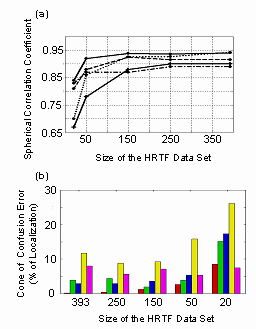 (a)
Spherical Correlation Coefficient
0.95
0.85
0.75
0.65
50
150
250
350
Size of the HRTF Data Set
(b)
Cone of Confusion Error
(% of Localization)
30
20
10
0
393
250
150
50
20
Size of the HRTF Data Set